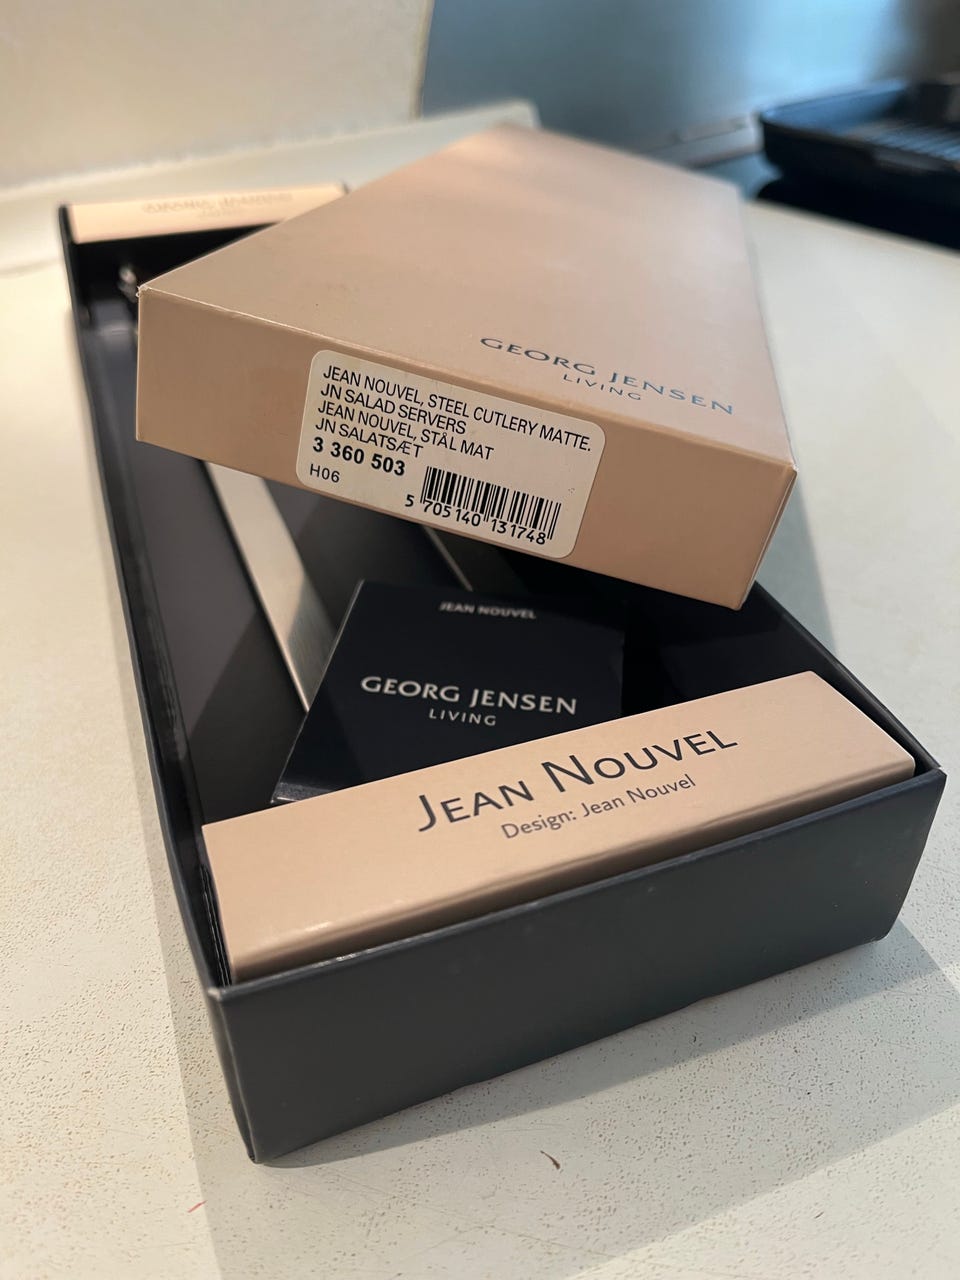 GEORG JENSEN
LIVING
JEAN NOUVEL, STEEL CUTLERY MATTE.
JN SALAD SERVERS
JEAN NOUVEL, STÅL MAT
JN SALATSÆT
3 360 503
H06
5 705140 131748
JEAN NOUVEL
GEORG JENSEN
LIVING
JEAN NOUVEL
Design: Jean Nouvel